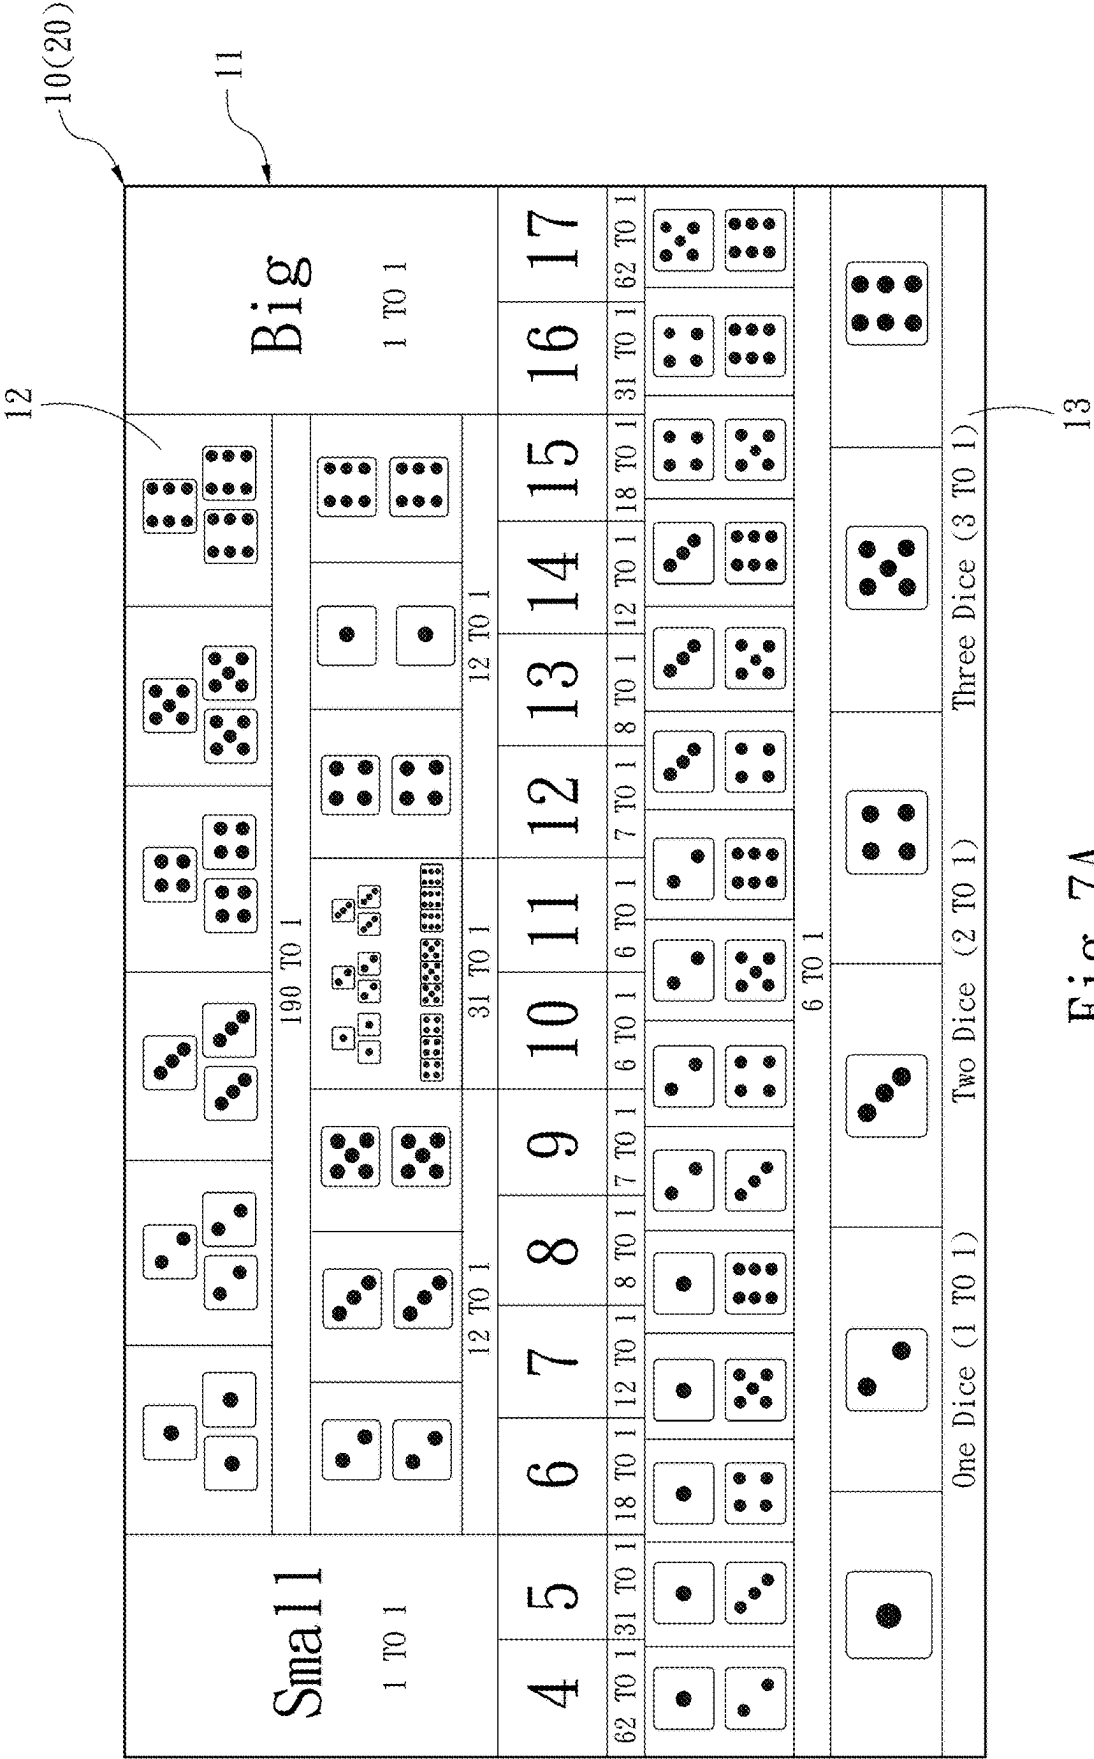 10(20)
11
12
Small
1 TO 1
Big
1 TO 1
190 TO 1
12 TO 1
31 TO 1
12 TO 1
4 5 6 7 8 9 10 11 12 13 14 15 16 17
62 TO 1 31 TO 1 18 TO 1 12 TO 1 8 TO 1 7 TO 1 6 TO 1 6 TO 1 7 TO 1 8 TO 1 12 TO 1 18 TO 1 31 TO 1 62 TO 1
6 TO 1
One Dice (1 TO 1) Two Dice (2 TO 1) Three Dice (3 TO 1)
13
Fig. 7A